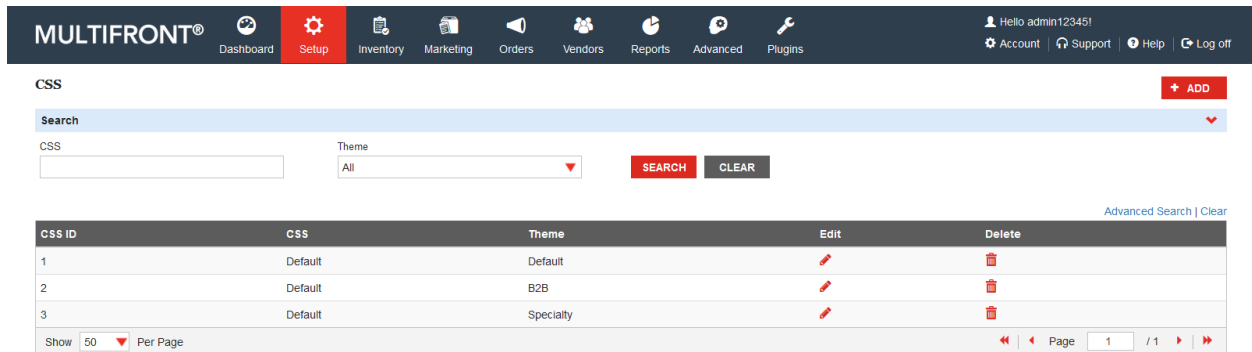 MULTIFRONT®
Dashboard Setup Inventory Marketing Orders Vendors Reports Advanced Plugins
Hello admin12345!
Account | Support | Help | Log off
CSS
+ ADD
Search
CSS Theme
All SEARCH CLEAR
Advanced Search | Clear
CSS ID CSS Theme Edit Delete
1 Default Default
2 Default B2B
3 Default Specialty
Show 50 Per Page Page 1 / 1